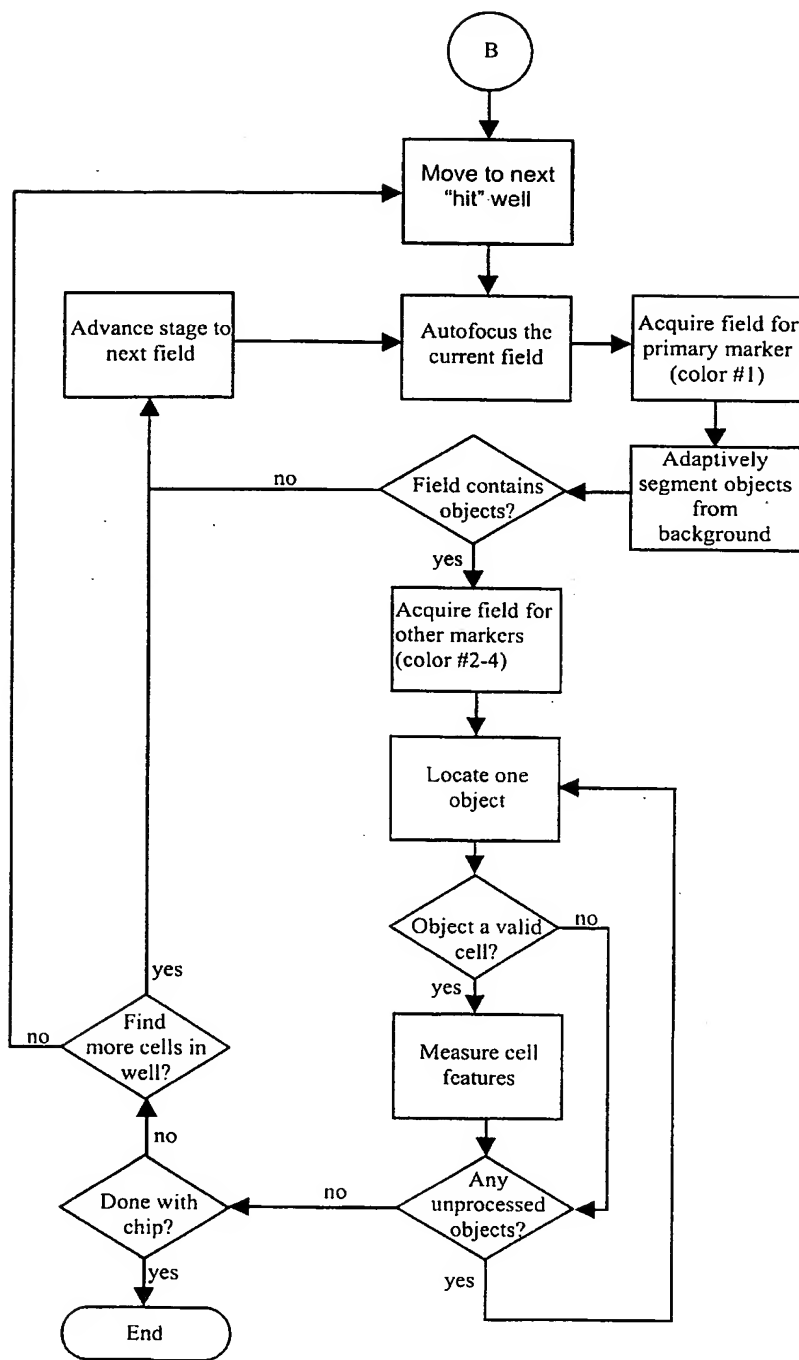 B
Move to next
"hit" well
Advance stage to
next field
Autofocus the
current field
Acquire field for
primary marker
(color #1)
Adaptively
segment objects
from
background
Field contains
objects?
no
yes
Acquire field for
other markers
(color #2-4)
Locate one
object
Object a valid
cell?
no
yes
Measure cell
features
Any
unprocessed
objects?
no
yes
Done with
chip?
no
yes
Find
more cells in
well?
no
yes
End